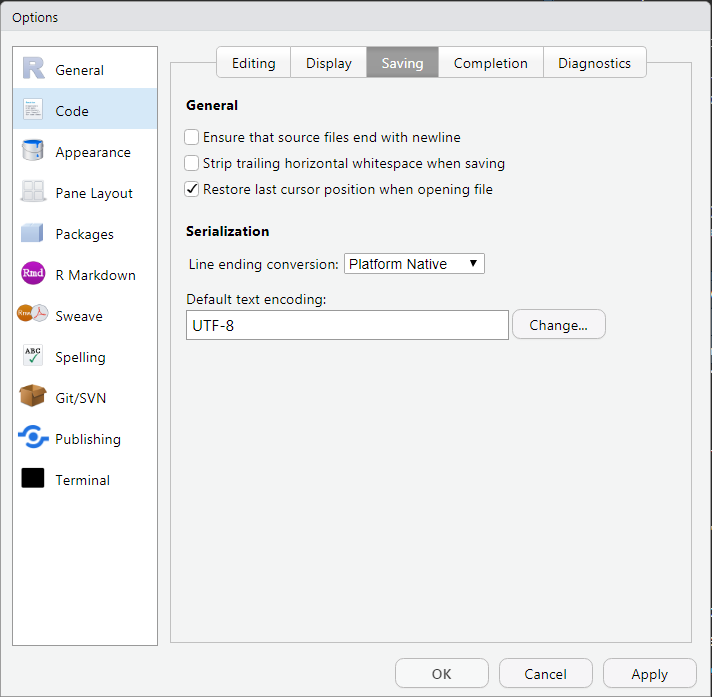 Options
R General
Code
Appearance
Pane Layout
Packages
Rmd R Markdown
Sweave
ABC Spelling
Git/SVN
Publishing
Terminal
Editing Display Saving Completion Diagnostics
General
Ensure that source files end with newline
Strip trailing horizontal whitespace when saving
Restore last cursor position when opening file
Serialization
Line ending conversion: Platform Native
Default text encoding:
UTF-8 Change...
OK Cancel Apply